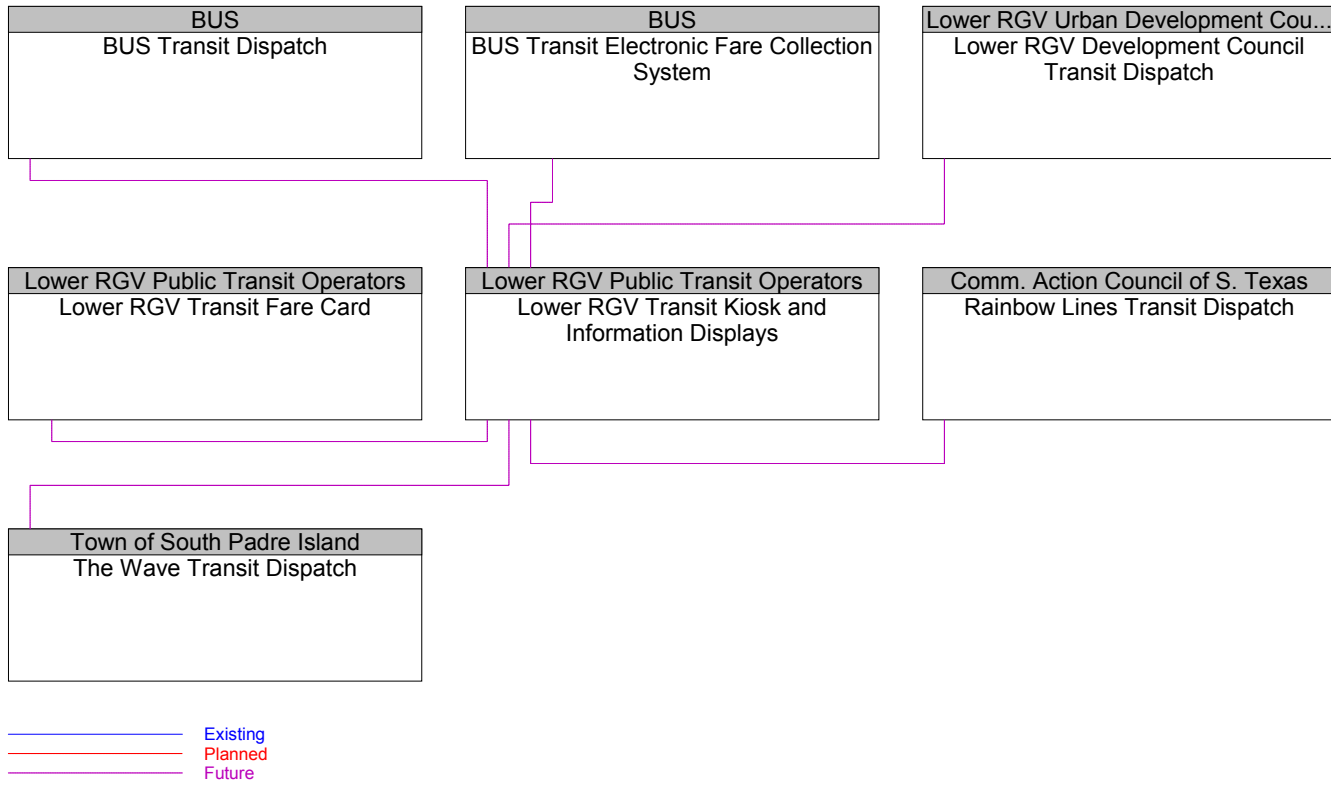 BUS
BUS Transit Dispatch
BUS
BUS Transit Electronic Fare Collection
System
Lower RGV Urban Development Cou...
Lower RGV Development Council
Transit Dispatch
Lower RGV Public Transit Operators
Lower RGV Transit Fare Card
Lower RGV Public Transit Operators
Lower RGV Transit Kiosk and
Information Displays
Comm. Action Council of S. Texas
Rainbow Lines Transit Dispatch
Town of South Padre Island
The Wave Transit Dispatch
Existing
Planned
Future